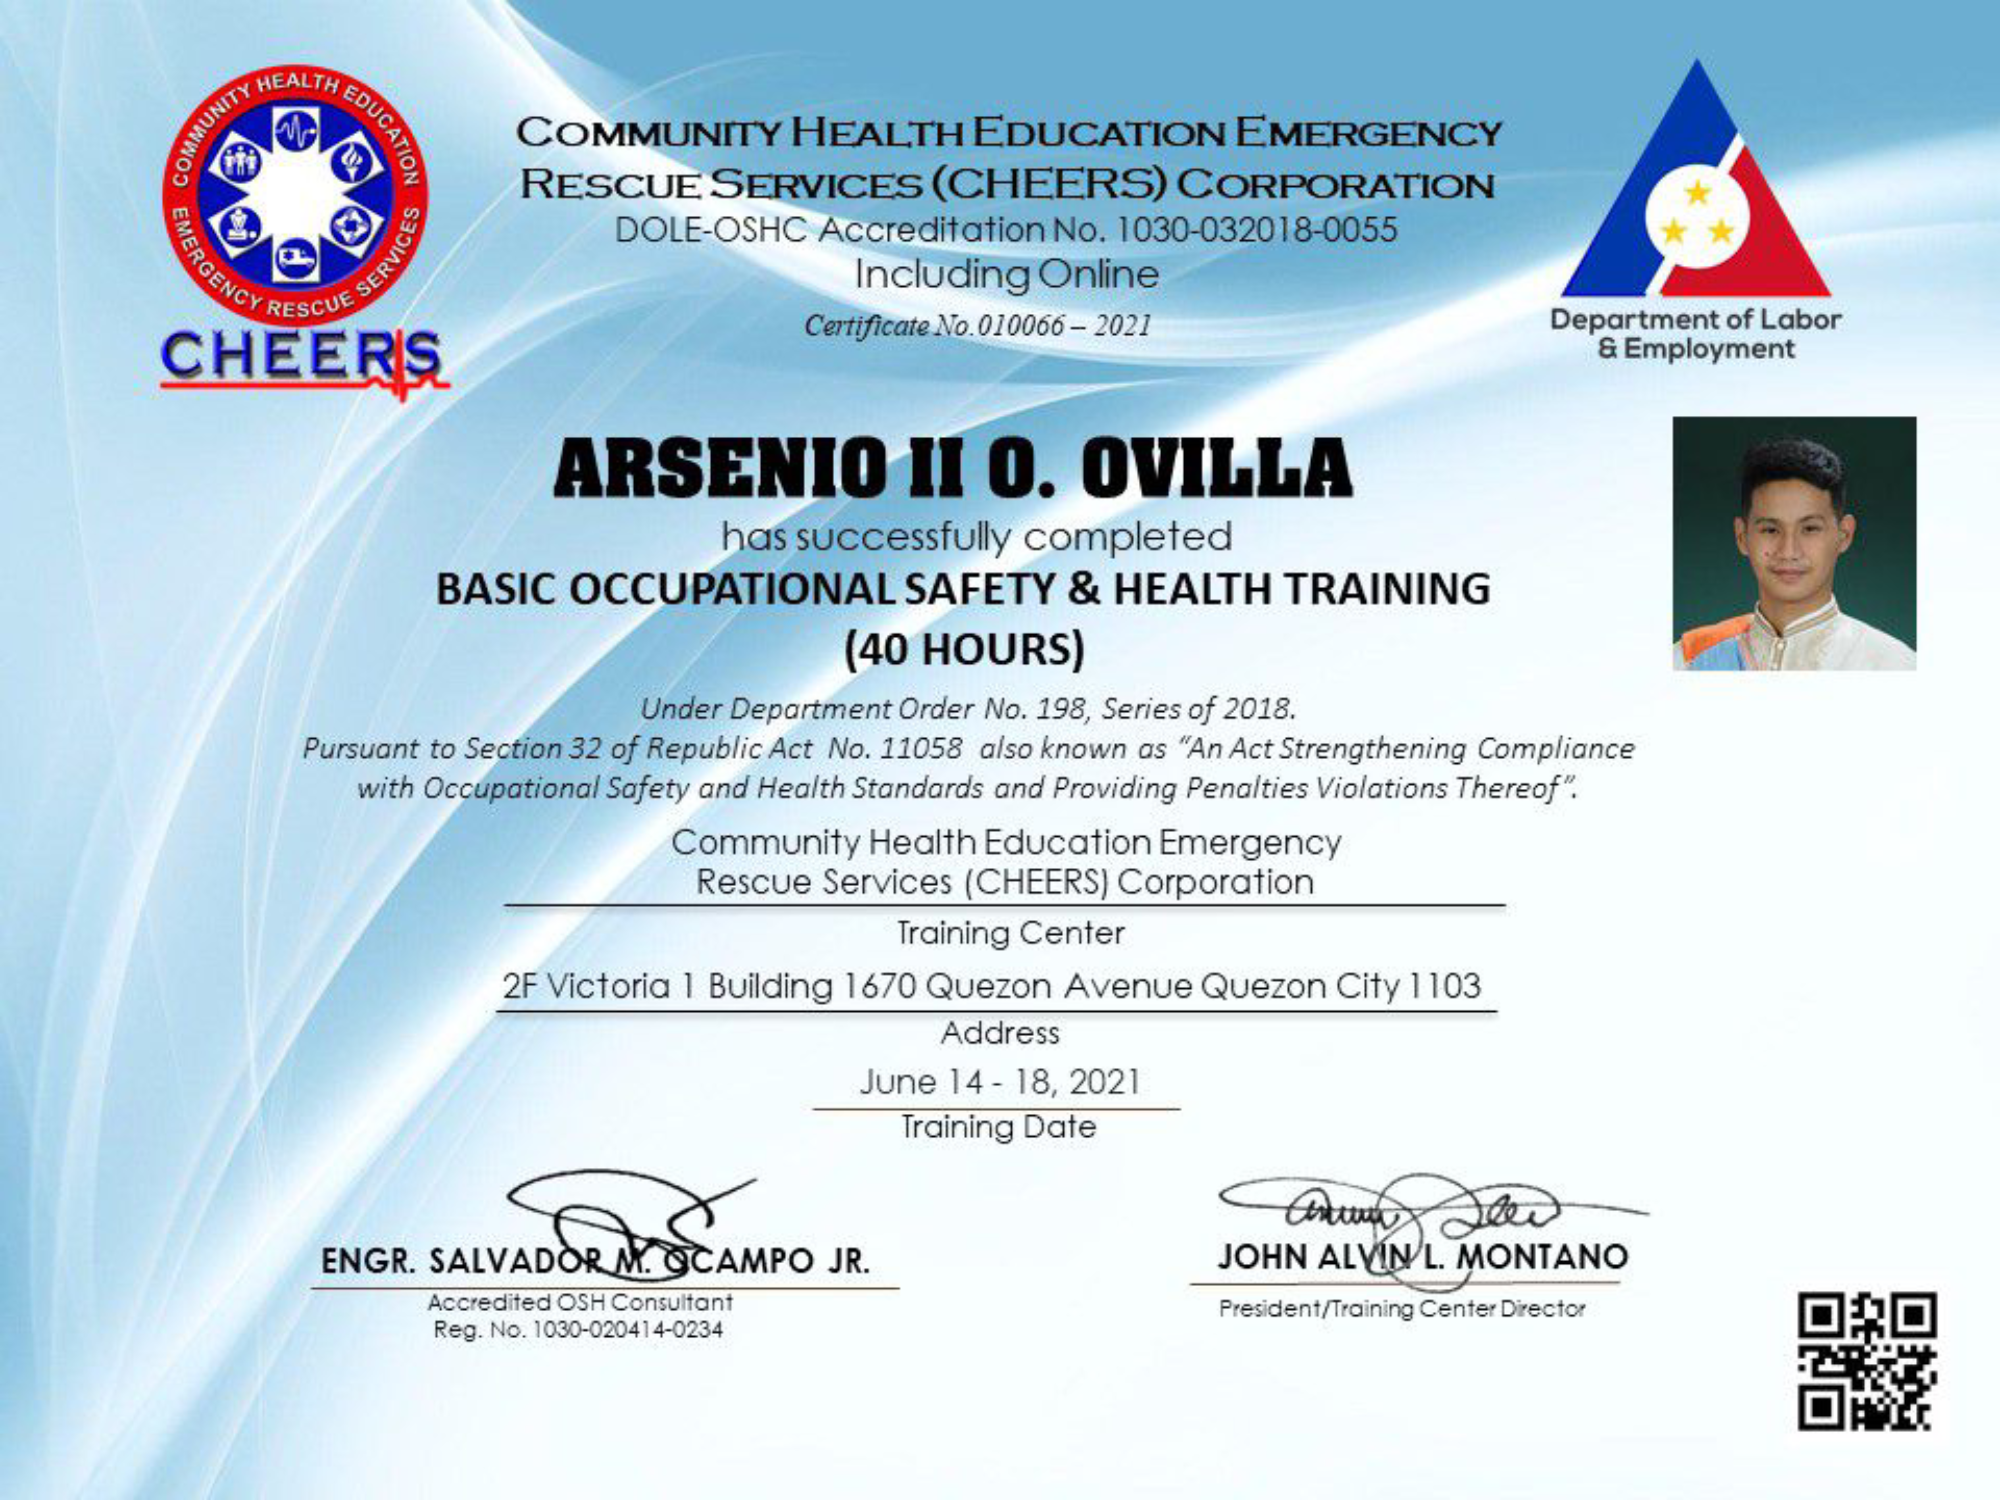 COMMUNITY HEALTH EDUCATION
EMERGENCY RESCUE SERVICES
CHEERS
COMMUNITY HEALTH EDUCATION EMERGENCY
RESCUE SERVICES (CHEERS) CORPORATION
DOLE-OSHC Accreditation No. 1030-032018-0055
Including Online
Certificate No. 010066 – 2021
Department of Labor
& Employment
ARSENIO II O. OVILLA
has successfully completed
BASIC OCCUPATIONAL SAFETY & HEALTH TRAINING
(40 HOURS)
Under Department Order No. 198, Series of 2018.
Pursuant to Section 32 of Republic Act No. 11058 also known as “An Act Strengthening Compliance
with Occupational Safety and Health Standards and Providing Penalties Violations Thereof”.
Community Health Education Emergency
Rescue Services (CHEERS) Corporation
Training Center
2F Victoria 1 Building 1670 Quezon Avenue Quezon City 1103
Address
June 14 - 18, 2021
Training Date
ENGR. SALVADOR M. OCAMPO JR.
Accredited OSH Consultant
Reg. No. 1030-020414-0234
JOHN ALVIN L. MONTANO
President/Training Center Director